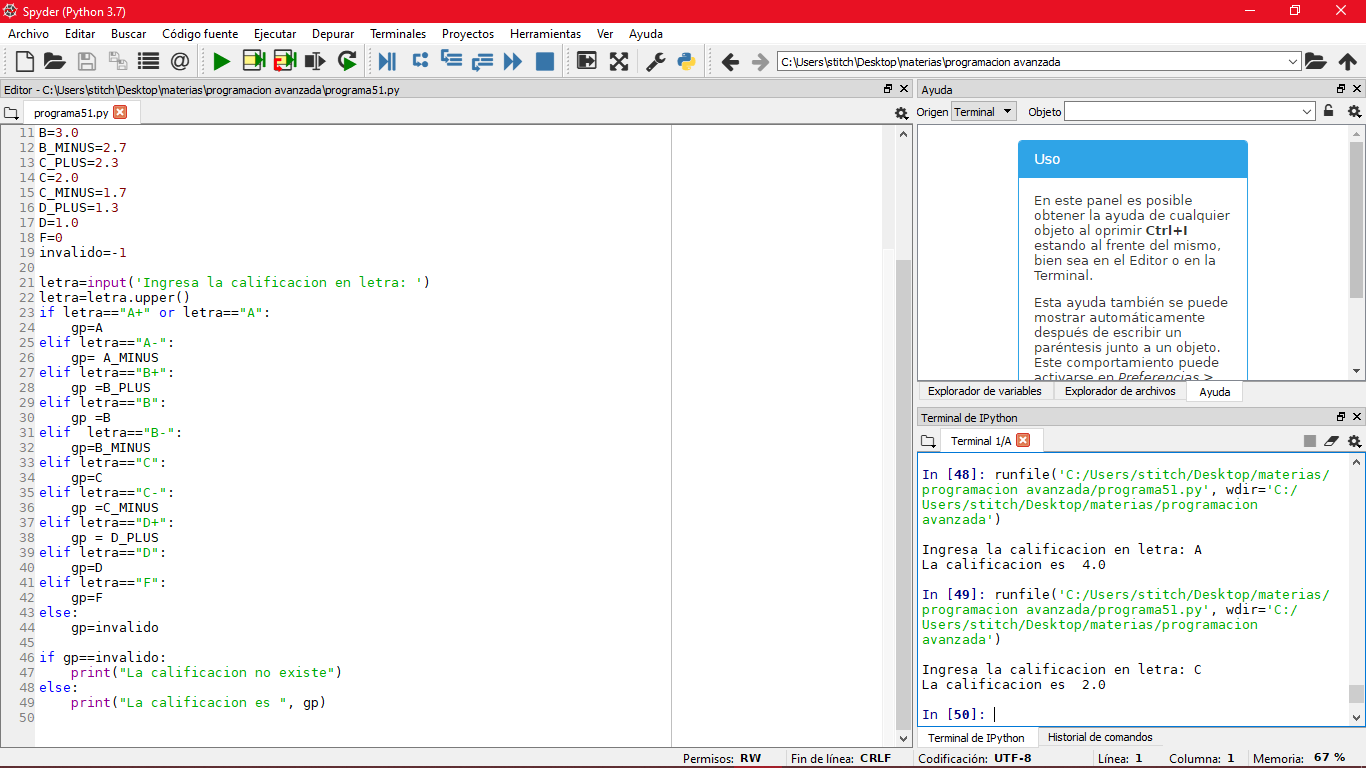 Spyder (Python 3.7)
Archivo Editar Buscar Código fuente Ejecutar Depurar Terminales Proyectos Herramientas Ver Ayuda
C:\Users\stitch\Desktop\materias\programacion avanzada
Editor - C:\Users\stitch\Desktop\materias\programacion avanzada\programa51.py
programa51.py
11 B=3.0
12 B_MINUS=2.7
13 C_PLUS=2.3
14 C=2.0
15 C_MINUS=1.7
16 D_PLUS=1.3
17 D=1.0
18 F=0
19 invalido=-1
20
21 letra=input('Ingresa la calificacion en letra: ')
22 letra=letra.upper()
23 if letra=="A+" or letra=="A":
24     gp=A
25 elif letra=="A-":
26     gp= A_MINUS
27 elif letra=="B+":
28     gp =B_PLUS
29 elif letra=="B":
30     gp =B
31 elif  letra=="B-":
32     gp=B_MINUS
33 elif letra=="C":
34     gp=C
35 elif letra=="C-":
36     gp =C_MINUS
37 elif letra=="D+":
38     gp = D_PLUS
39 elif letra=="D":
40     gp=D
41 elif letra=="F":
42     gp=F
43 else:
44     gp=invalido
45
46 if gp==invalido:
47     print("La calificacion no existe")
48 else:
49     print("La calificacion es ", gp)
50
Ayuda
Origen Terminal Objeto
Uso
En este panel es posible
obtener la ayuda de cualquier
objeto al oprimir Ctrl+I
estando al frente del mismo,
bien sea en el Editor o en la
Terminal.
Esta ayuda también se puede
mostrar automáticamente
después de escribir un
paréntesis junto a un objeto.
Este comportamiento puede
activarse en Preferencias >
Explorador de variables Explorador de archivos Ayuda
Terminal de IPython
Terminal 1/A
In [48]: runfile('C:/Users/stitch/Desktop/materias/
programacion avanzada/programa51.py', wdir='C:/
Users/stitch/Desktop/materias/programacion
avanzada')
Ingresa la calificacion en letra: A
La calificacion es  4.0
In [49]: runfile('C:/Users/stitch/Desktop/materias/
programacion avanzada/programa51.py', wdir='C:/
Users/stitch/Desktop/materias/programacion
avanzada')
Ingresa la calificacion en letra: C
La calificacion es  2.0
In [50]:
Terminal de IPython Historial de comandos
Permisos: RW Fin de línea: CRLF Codificación: UTF-8 Línea: 1 Columna: 1 Memoria: 67 %